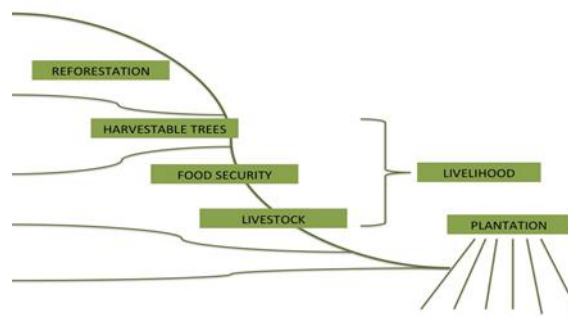 REFORESTATION
HARVESTABLE TREES
FOOD SECURITY
LIVELIHOOD
LIVESTOCK
PLANTATION